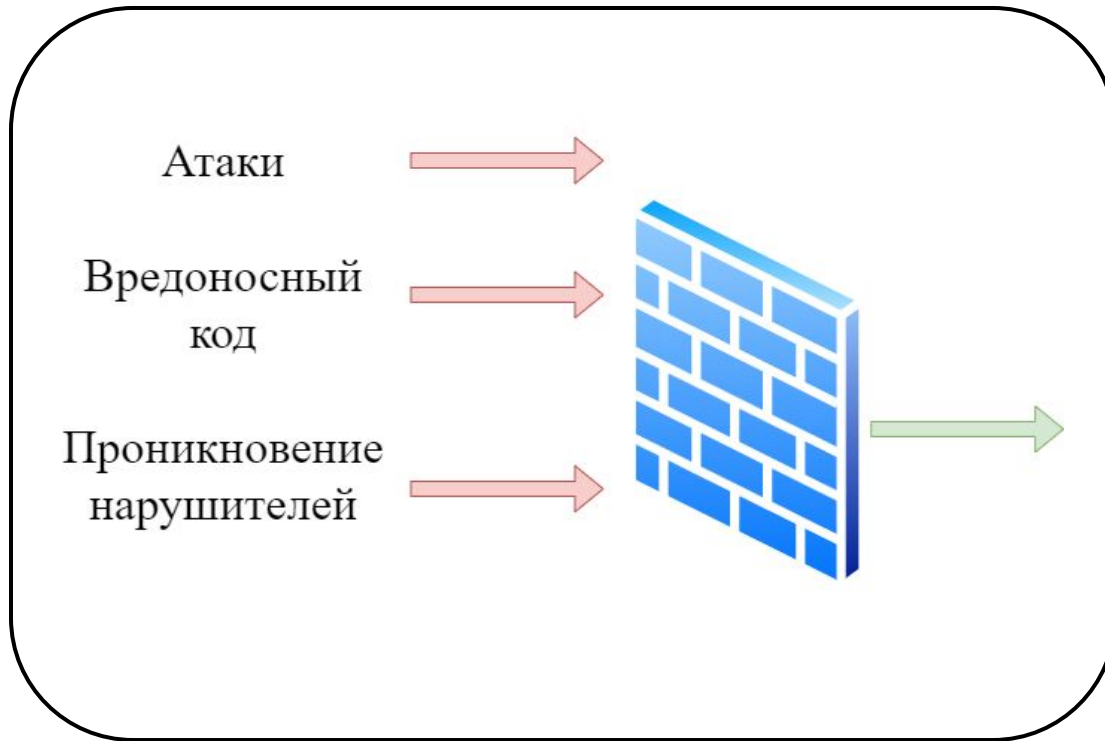 Атаки
Вредоносный
код
Проникновение
нарушителей